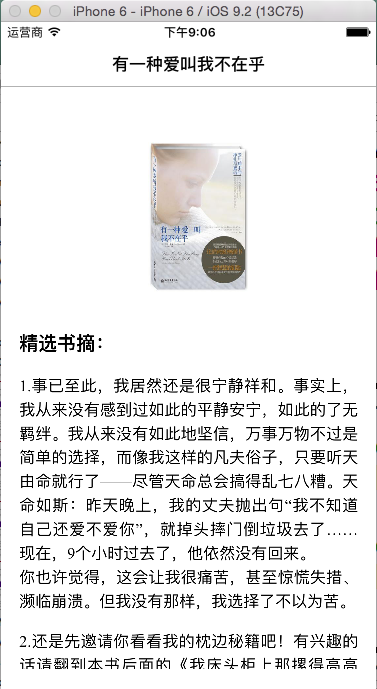 iPhone 6 - iPhone 6 / iOS 9.2 (13C75)
运营商 下午9:06
有一种爱叫我不在乎
有一种爱 叫
我不在乎
精选书摘：
1.事已至此，我居然还是很宁静祥和。事实上，
我从来没有感到过如此的平静安宁，如此的了无
羁绊。我从来没有如此地坚信，万事万物不过是
简单的选择，而像我这样的凡夫俗子，只要听天
由命就行了——尽管天命总会搞得乱七八糟。天
命如斯：昨天晚上，我的丈夫抛出句“我不知道
自己还爱不爱你”，就掉头摔门倒垃圾去了……
现在，9个小时过去了，他依然没有回来。
你也许觉得，这会让我很痛苦，甚至惊慌失措、
濒临崩溃。但我没有那样，我选择了不以为苦。
2.还是先邀请你看看我的枕边秘籍吧！有兴趣的
话请翻到本书后面的《我床头柜上那摞得高高